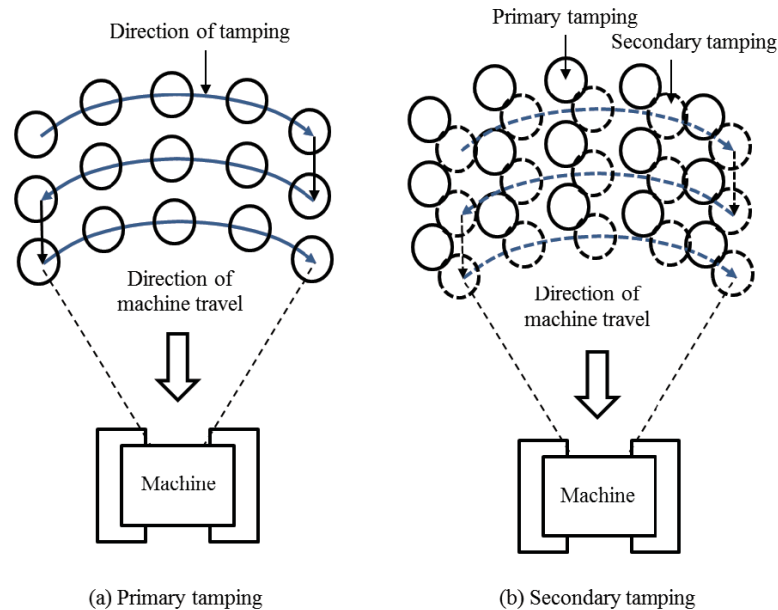 Direction of tamping
Direction of
machine travel
Machine
(a) Primary tamping
Primary tamping
Secondary tamping
Direction of
machine travel
Machine
(b) Secondary tamping